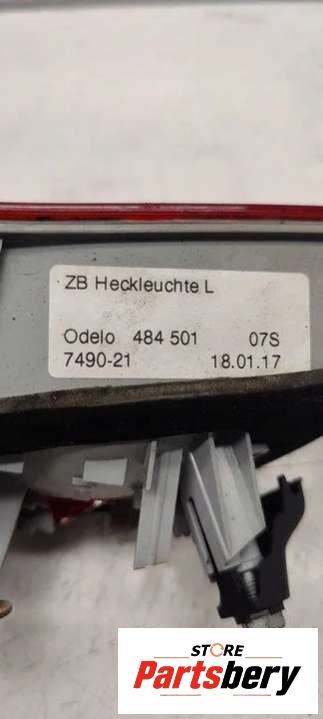 ZB Heckleuchte L
Odelo 484 501 07S
7490-21 18.01.17
STORE
Partsbery